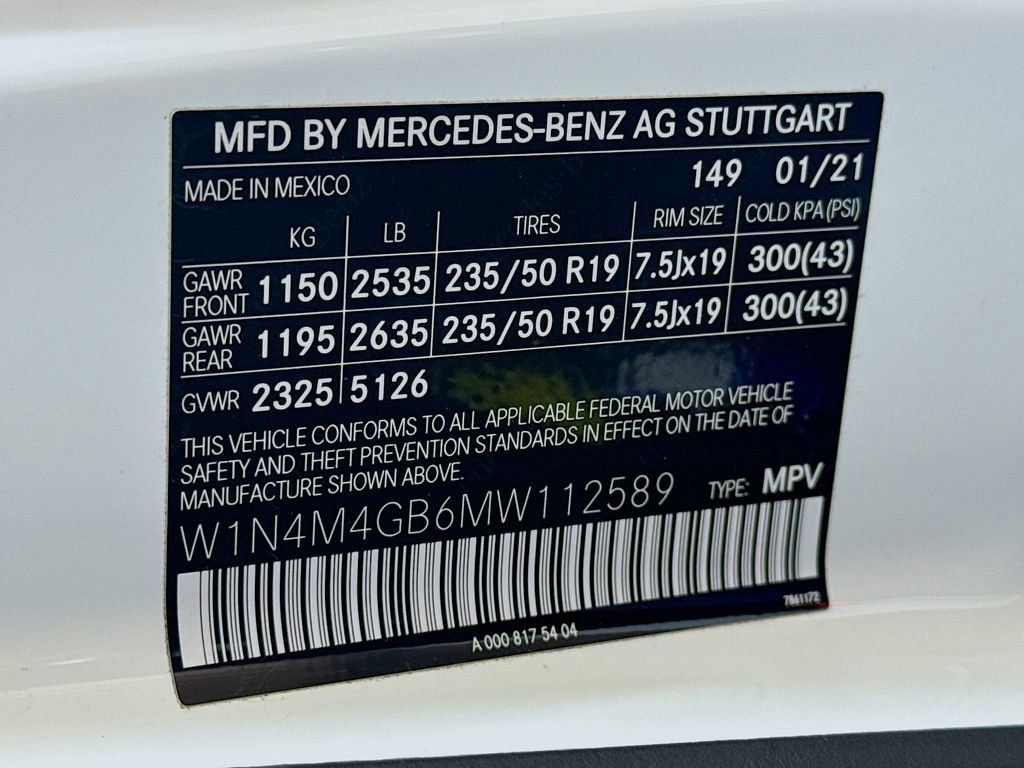 MFD BY MERCEDES-BENZ AG STUTTGART
MADE IN MEXICO 149 01/21
KG LB TIRES RIM SIZE COLD KPA (PSI)
GAWR FRONT 1150 2535 235/50 R19 7.5Jx19 300(43)
GAWR REAR 1195 2635 235/50 R19 7.5Jx19 300(43)
GVWR 2325 5126
THIS VEHICLE CONFORMS TO ALL APPLICABLE FEDERAL MOTOR VEHICLE
SAFETY AND THEFT PREVENTION STANDARDS IN EFFECT ON THE DATE OF
MANUFACTURE SHOWN ABOVE.
W1N4M4GB6MW112589 TYPE: MPV
7861172
A 000 817 54 04